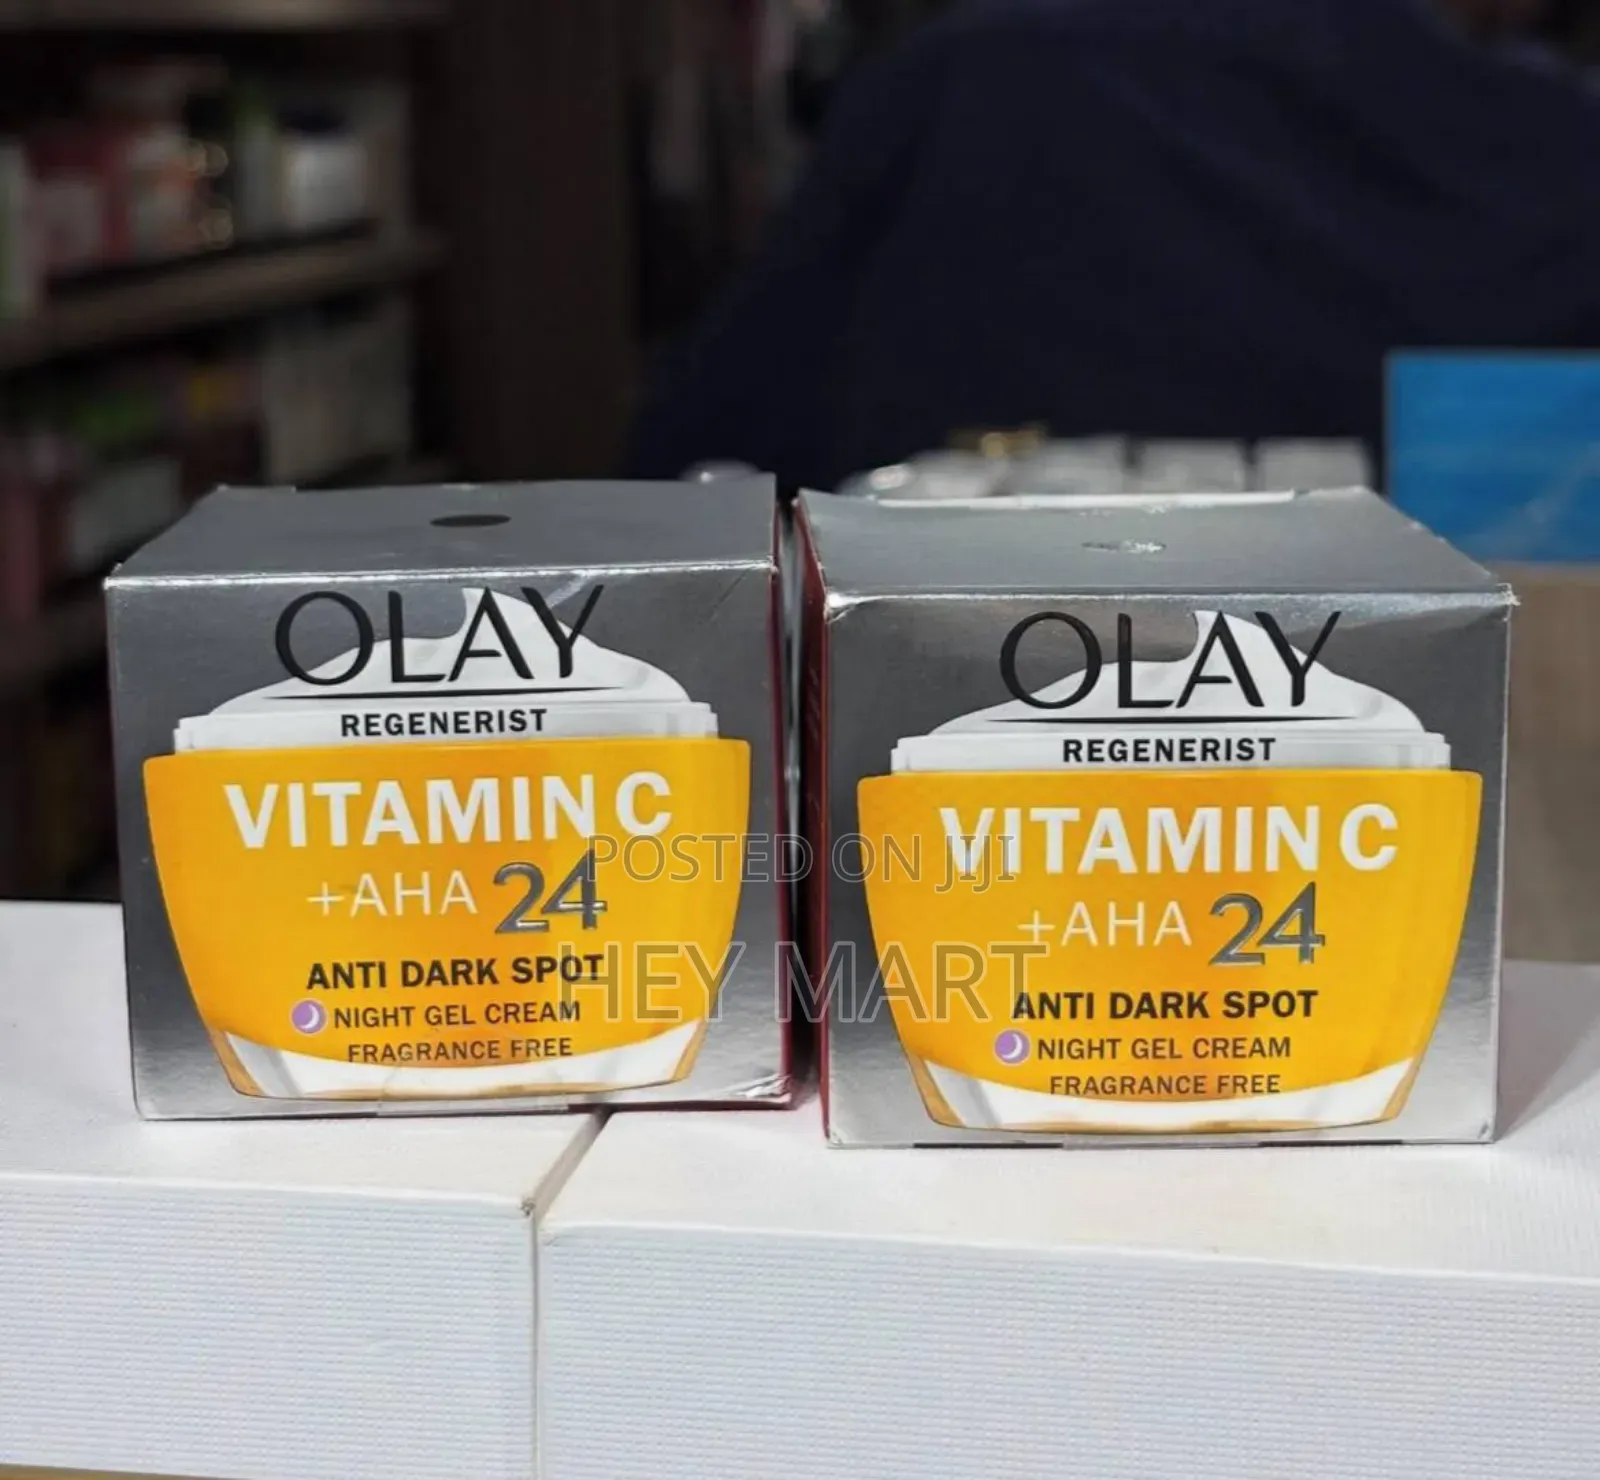 OLAY
REGENERIST
VITAMIN C
+AHA 24
ANTI DARK SPOT
NIGHT GEL CREAM
FRAGRANCE FREE
OLAY
REGENERIST
VITAMIN C
+AHA 24
ANTI DARK SPOT
NIGHT GEL CREAM
FRAGRANCE FREE
POSTED ON JIJI
HEY MART